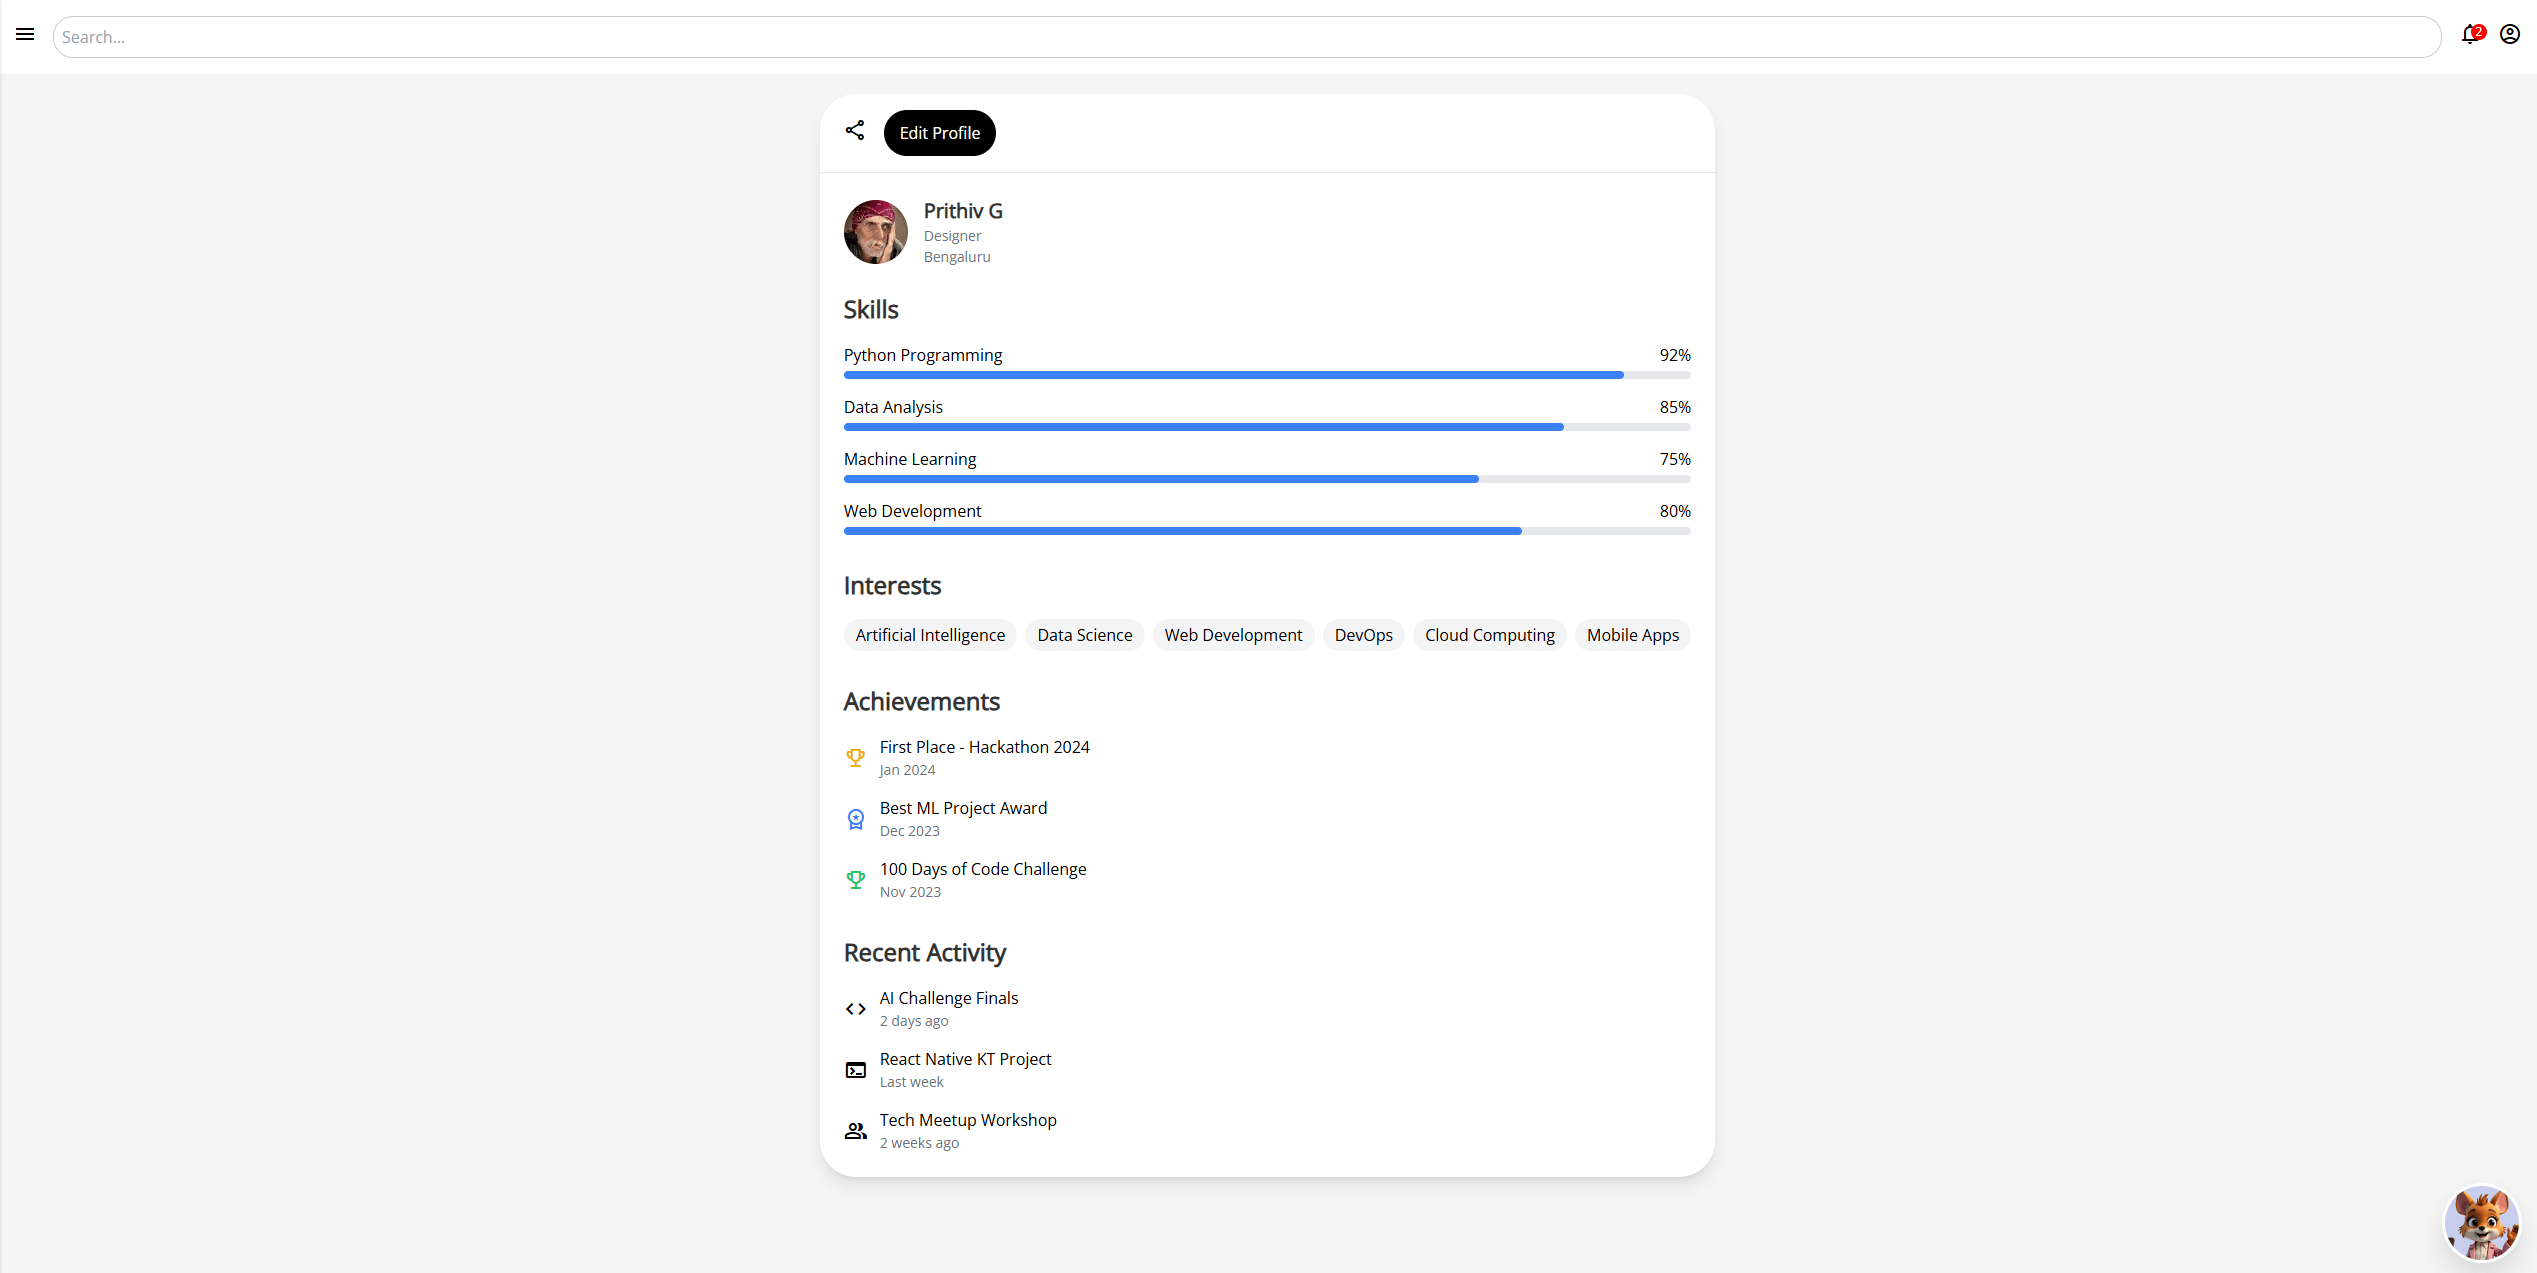 Search...
2
Edit Profile
Prithiv G
Designer
Bengaluru
Skills
Python Programming 92%
Data Analysis 85%
Machine Learning 75%
Web Development 80%
Interests
Artificial Intelligence Data Science Web Development DevOps Cloud Computing Mobile Apps
Achievements
First Place - Hackathon 2024
Jan 2024
Best ML Project Award
Dec 2023
100 Days of Code Challenge
Nov 2023
Recent Activity
AI Challenge Finals
2 days ago
React Native KT Project
Last week
Tech Meetup Workshop
2 weeks ago